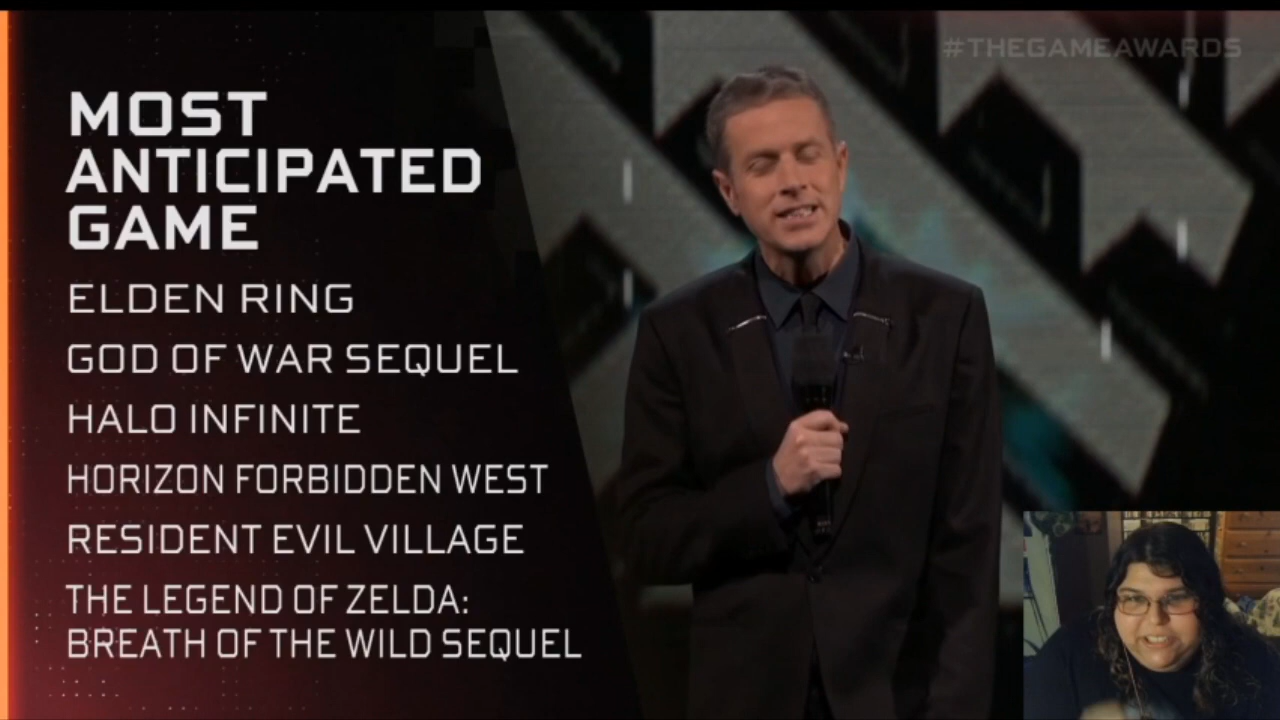 #THEGAMEAWARDS
MOST
ANTICIPATED
GAME
ELDEN RING
GOD OF WAR SEQUEL
HALO INFINITE
HORIZON FORBIDDEN WEST
RESIDENT EVIL VILLAGE
THE LEGEND OF ZELDA:
BREATH OF THE WILD SEQUEL